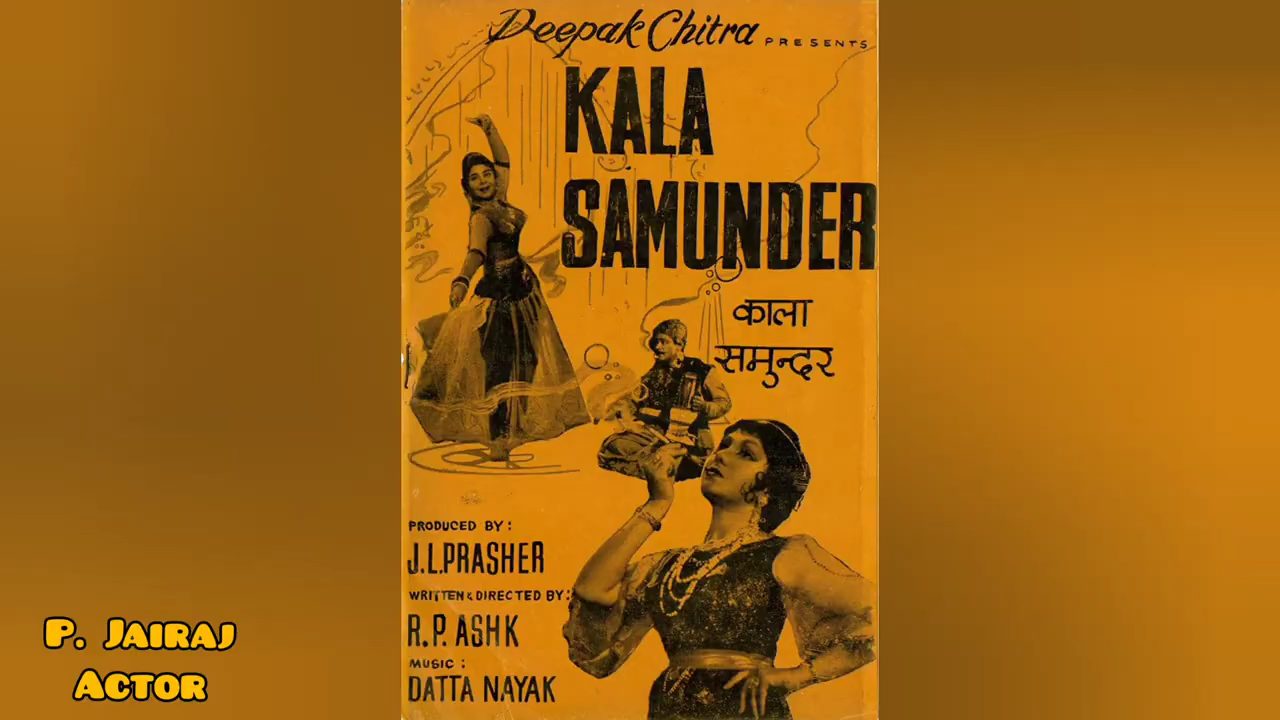 Deepak Chitra PRESENTS
KALA
SAMUNDER
काला
समुन्दर
PRODUCED BY:
J.L.PRASHER
WRITTEN & DIRECTED BY:
R.P. ASHK
MUSIC:
DATTA NAYAK
P. JAIRAJ
ACTOR